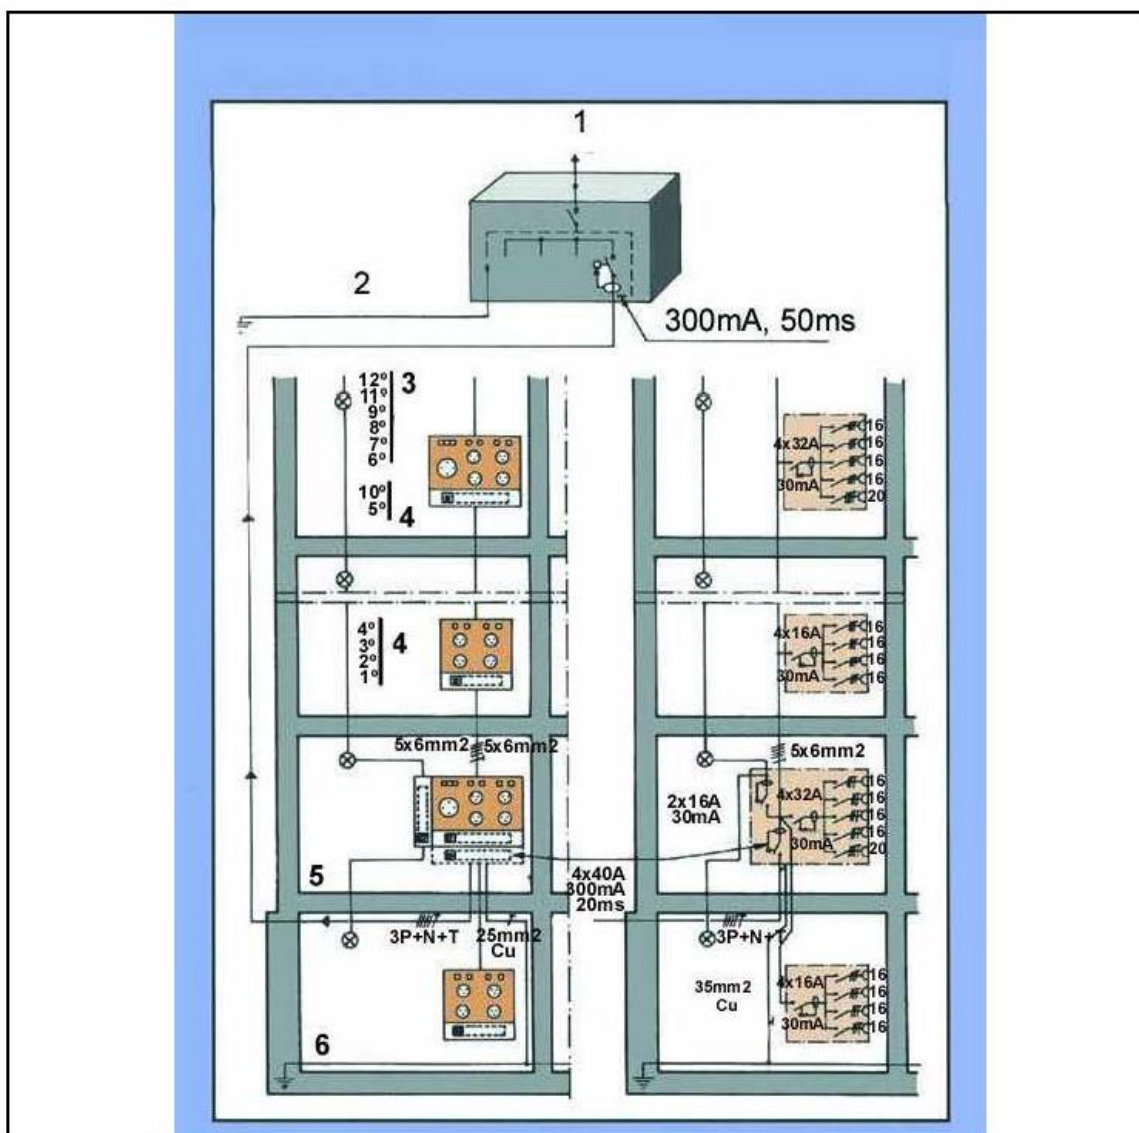 1
2
300mA, 50ms
12º 3
11º
9º
8º
7º
6º
10º
5º 4
4º
3º 4
2º
1º
5x6mm2 5x6mm2
5
3P+N+T
25mm2
Cu
6
4x40A
300mA
20ms
4x32A
30mA
16
16
16
16
20
4x16A
30mA
16
16
16
16
5x6mm2
2x16A
30mA
4x32A
30mA
16
16
16
16
20
3P+N+T
35mm2
Cu
4x16A
30mA
16
16
16
16